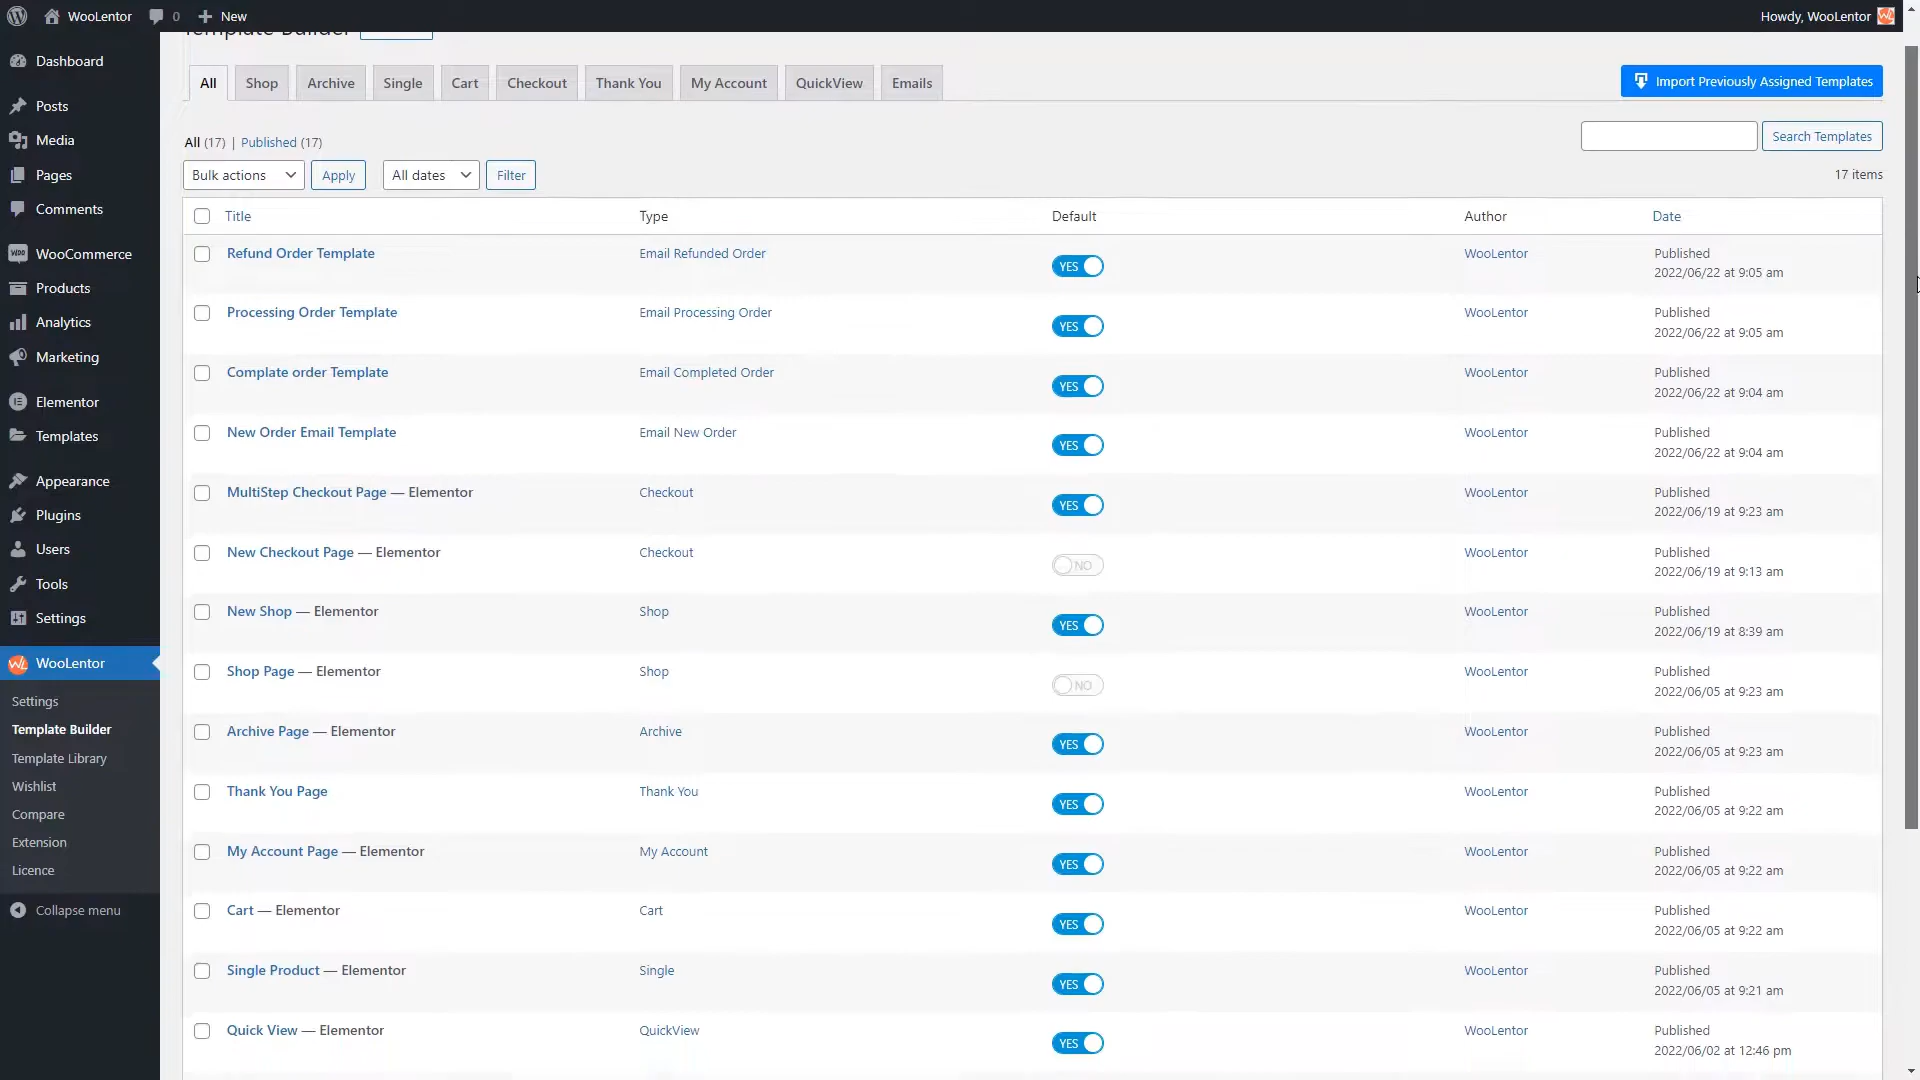 WooLentor
0
New
Howdy, WooLentor
Template Builder
Dashboard
Posts
Media
Pages
Comments
WooCommerce
Products
Analytics
Marketing
Elementor
Templates
Appearance
Plugins
Users
Tools
Settings
WooLentor
Settings
Template Builder
Template Library
Wishlist
Compare
Extension
Licence
Collapse menu
All
Shop
Archive
Single
Cart
Checkout
Thank You
My Account
QuickView
Emails
Import Previously Assigned Templates
All (17) | Published (17)
Search Templates
Bulk actions
Apply
All dates
Filter
17 items
Title Type Default Author Date
Refund Order Template Email Refunded Order YES WooLentor Published
2022/06/22 at 9:05 am
Processing Order Template Email Processing Order YES WooLentor Published
2022/06/22 at 9:05 am
Complate order Template Email Completed Order YES WooLentor Published
2022/06/22 at 9:04 am
New Order Email Template Email New Order YES WooLentor Published
2022/06/22 at 9:04 am
MultiStep Checkout Page — Elementor Checkout YES WooLentor Published
2022/06/19 at 9:23 am
New Checkout Page — Elementor Checkout NO WooLentor Published
2022/06/19 at 9:13 am
New Shop — Elementor Shop YES WooLentor Published
2022/06/19 at 8:39 am
Shop Page — Elementor Shop NO WooLentor Published
2022/06/05 at 9:23 am
Archive Page — Elementor Archive YES WooLentor Published
2022/06/05 at 9:23 am
Thank You Page Thank You YES WooLentor Published
2022/06/05 at 9:22 am
My Account Page — Elementor My Account YES WooLentor Published
2022/06/05 at 9:22 am
Cart — Elementor Cart YES WooLentor Published
2022/06/05 at 9:22 am
Single Product — Elementor Single YES WooLentor Published
2022/06/05 at 9:21 am
Quick View — Elementor QuickView YES WooLentor Published
2022/06/02 at 12:46 pm